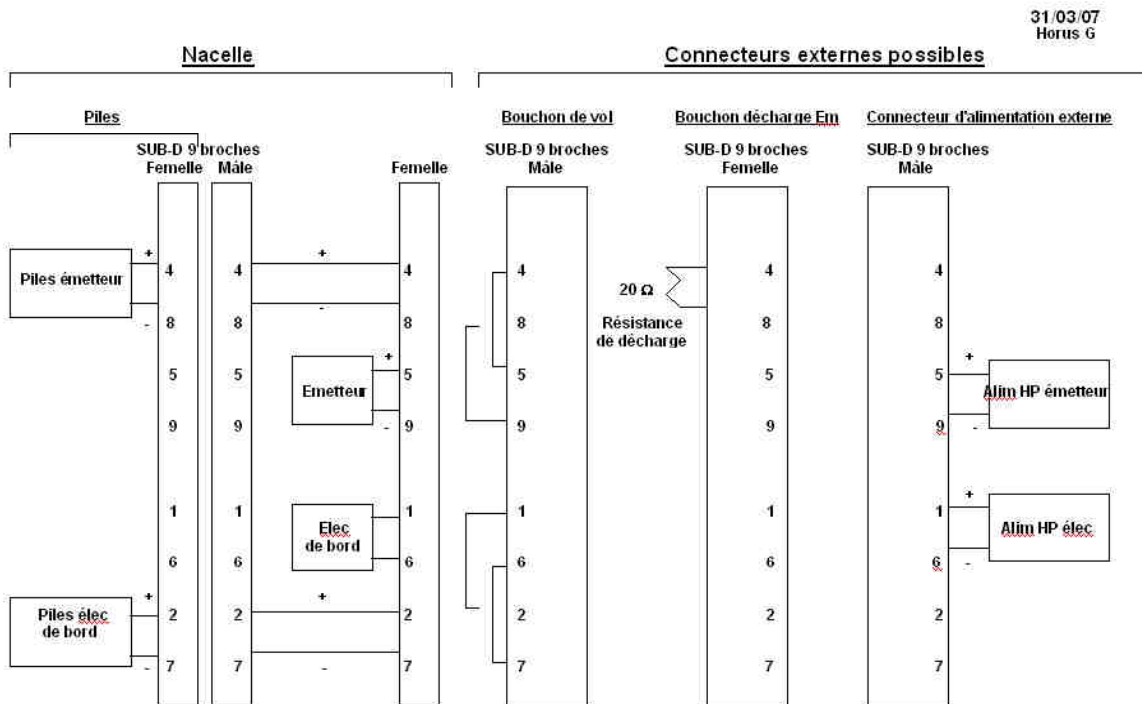 31/03/07
Horus G
Nacelle
Connecteurs externes possibles
Piles
Bouchon de vol
Bouchon décharge Em
Connecteur d'alimentation externe
SUB-D 9 broches
Femelle
Mâle
Femelle
SUB-D 9 broches
Mâle
SUB-D 9 broches
Femelle
SUB-D 9 broches
Mâle
+ +
Piles émetteur
4 4 4 4 4 4
20 Ω
- -
8 8 8 8 8 8
Résistance
de décharge
+ +
Emetteur
5 5 5 5 5 5
Alim HP émetteur
- -
9 9 9 9 9 9
+
1 1 1 1 1 1
Elec
de bord
Alim HP élec
6 6 6 6 6 6
-
+ +
Piles élec
de bord
2 2 2 2 2 2
- -
7 7 7 7 7 7